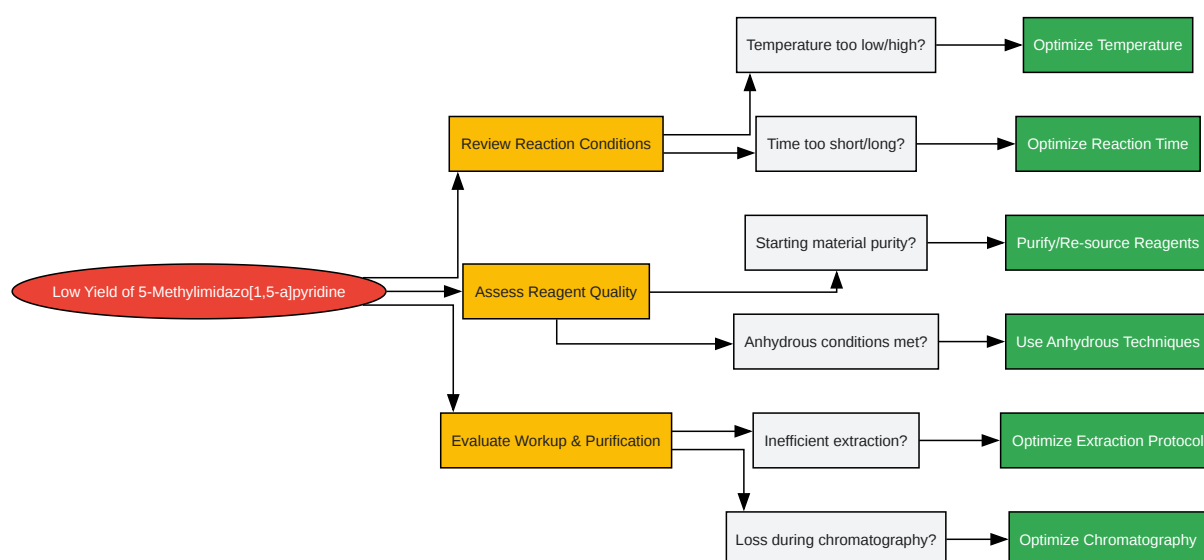 Low Yield of 5-Methylimidazo[1,5-a]pyridine
Review Reaction Conditions
Assess Reagent Quality
Evaluate Workup & Purification
Temperature too low/high?
Time too short/long?
Starting material purity?
Anhydrous conditions met?
Inefficient extraction?
Loss during chromatography?
Optimize Temperature
Optimize Reaction Time
Purify/Re-source Reagents
Use Anhydrous Techniques
Optimize Extraction Protocol
Optimize Chromatography